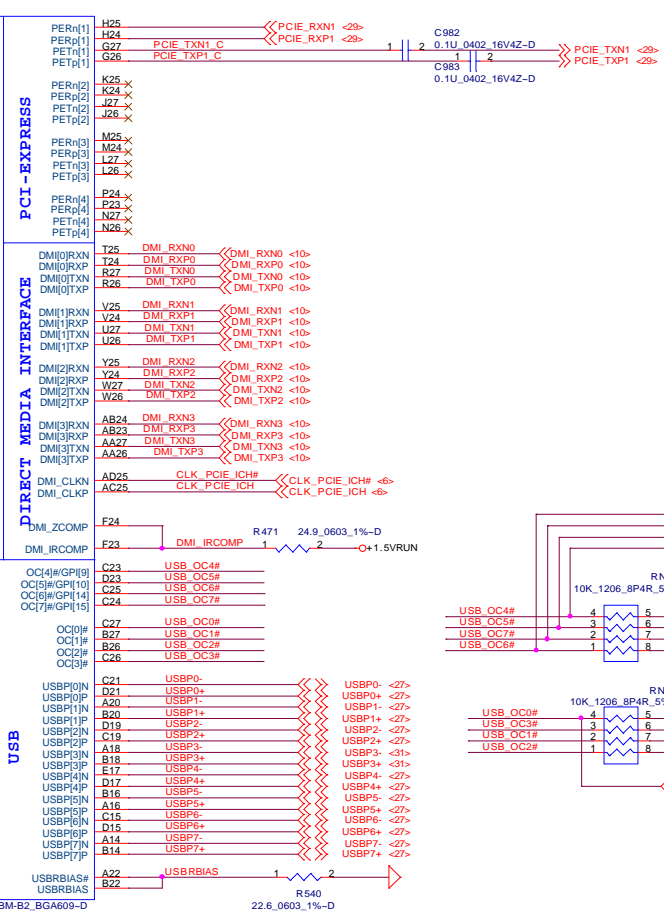 PCI-EXPRESS
PERn[1] H25 PCIE_RXN1 <29>
PERp[1] H24 PCIE_RXP1 <29>
PETn[1] G27 PCIE_TXN1_C 1 2 PCIE_TXN1 <29>
PETp[1] G26 PCIE_TXP1_C 1 2 PCIE_TXP1 <29>
C982
0.1U_0402_16V4Z~D
C983
0.1U_0402_16V4Z~D
PERn[2] K25
PERp[2] K24
PETn[2] J27
PETp[2] J26
PERn[3] M25
PERp[3] M24
PETn[3] L27
PETp[3] L26
PERn[4] P24
PERp[4] P23
PETn[4] N27
PETp[4] N26
DIRECT MEDIA INTERFACE
DMI[0]RXN T25 DMI_RXN0 DMI_RXN0 <10>
DMI[0]RXP T24 DMI_RXP0 DMI_RXP0 <10>
DMI[0]TXN R27 DMI_TXN0 DMI_TXN0 <10>
DMI[0]TXP R26 DMI_TXP0 DMI_TXP0 <10>
DMI[1]RXN V25 DMI_RXN1 DMI_RXN1 <10>
DMI[1]RXP V24 DMI_RXP1 DMI_RXP1 <10>
DMI[1]TXN U27 DMI_TXN1 DMI_TXN1 <10>
DMI[1]TXP U26 DMI_TXP1 DMI_TXP1 <10>
DMI[2]RXN Y25 DMI_RXN2 DMI_RXN2 <10>
DMI[2]RXP Y24 DMI_RXP2 DMI_RXP2 <10>
DMI[2]TXN W27 DMI_TXN2 DMI_TXN2 <10>
DMI[2]TXP W26 DMI_TXP2 DMI_TXP2 <10>
DMI[3]RXN AB24 DMI_RXN3 DMI_RXN3 <10>
DMI[3]RXP AB23 DMI_RXP3 DMI_RXP3 <10>
DMI[3]TXN AA27 DMI_TXN3 DMI_TXN3 <10>
DMI[3]TXP AA26 DMI_TXP3 DMI_TXP3 <10>
DMI_CLKN AD25 CLK_PCIE_ICH# CLK_PCIE_ICH# <6>
DMI_CLKP AC25 CLK_PCIE_ICH CLK_PCIE_ICH <6>
DMI_ZCOMP F24
R471 24.9_0603_1%~D
DMI_IRCOMP F23 DMI_IRCOMP 1 2 +1.5VRUN
USB
OC[4]#/GPI[9] C23 USB_OC4#
OC[5]#/GPI[10] D23 USB_OC5#
OC[6]#/GPI[14] C25 USB_OC6#
OC[7]#/GPI[15] C24 USB_OC7#
OC[0]# C27 USB_OC0#
OC[1]# B27 USB_OC1#
OC[2]# B26 USB_OC2#
OC[3]# C26 USB_OC3#
RN
10K_1206_8P4R_5
USB_OC4# 4 5
USB_OC5# 3 6
USB_OC7# 2 7
USB_OC6# 1 8
RN
10K_1206_8P4R_5%
USB_OC0# 4 5
USB_OC3# 3 6
USB_OC1# 2 7
USB_OC2# 1 8
USBP[0]N C21 USBP0- USBP0- <27>
USBP[0]P D21 USBP0+ USBP0+ <27>
USBP[1]N A20 USBP1- USBP1- <27>
USBP[1]P B20 USBP1+ USBP1+ <27>
USBP[2]N D19 USBP2- USBP2- <27>
USBP[2]P C19 USBP2+ USBP2+ <27>
USBP[3]N A18 USBP3- USBP3- <31>
USBP[3]P B18 USBP3+ USBP3+ <31>
USBP[4]N E17 USBP4- USBP4- <27>
USBP[4]P D17 USBP4+ USBP4+ <27>
USBP[5]N B16 USBP5- USBP5- <27>
USBP[5]P A16 USBP5+ USBP5+ <27>
USBP[6]N C15 USBP6- USBP6- <27>
USBP[6]P D15 USBP6+ USBP6+ <27>
USBP[7]N A14 USBP7- USBP7- <27>
USBP[7]P B14 USBP7+ USBP7+ <27>
USBRBIAS# A22 USBRBIAS 1 2
USBRBIAS B22
R540
22.6_0603_1%~D
BM-B2_BGA609~D